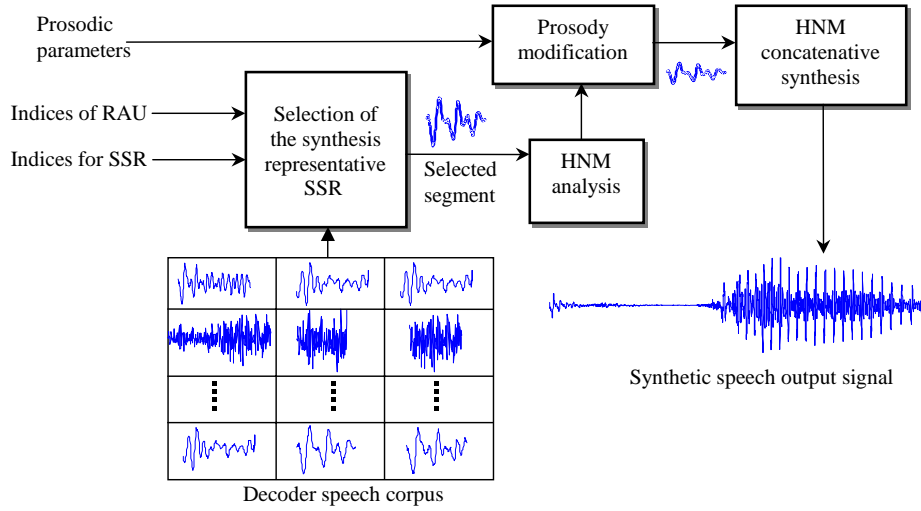 Prosodic
parameters
Prosody
modification
HNM
concatenative
synthesis
Indices of RAU
Indices for SSR
Selection of
the synthesis
representative
SSR
Selected
segment
HNM
analysis
Synthetic speech output signal
Decoder speech corpus